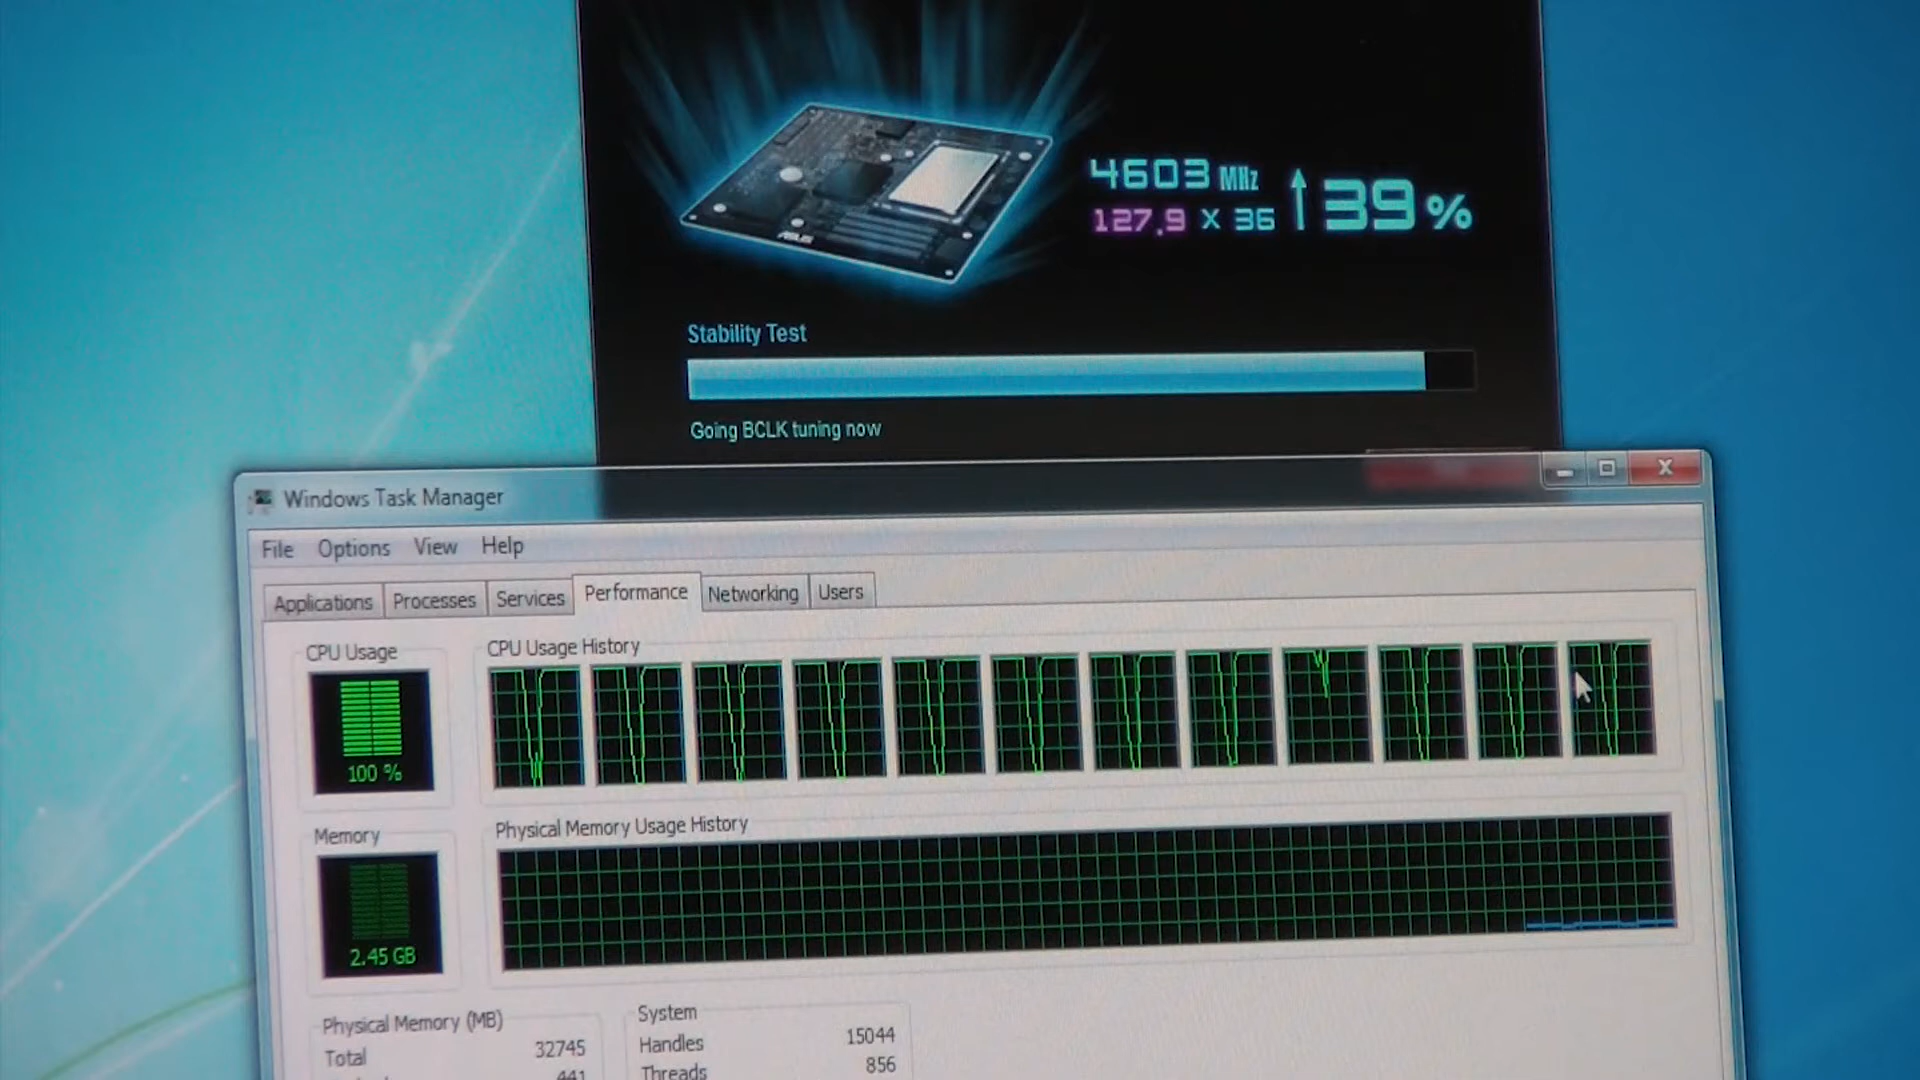 4603 MHz
127.9 X 36
↑ 39 %
ASUS
Stability Test
Going BCLK tuning now
Windows Task Manager
File Options View Help
Applications Processes Services Performance Networking Users
CPU Usage
CPU Usage History
100 %
Memory
Physical Memory Usage History
2.45 GB
Physical Memory (MB)
Total 32745
441
System
Handles 15044
Threads 856